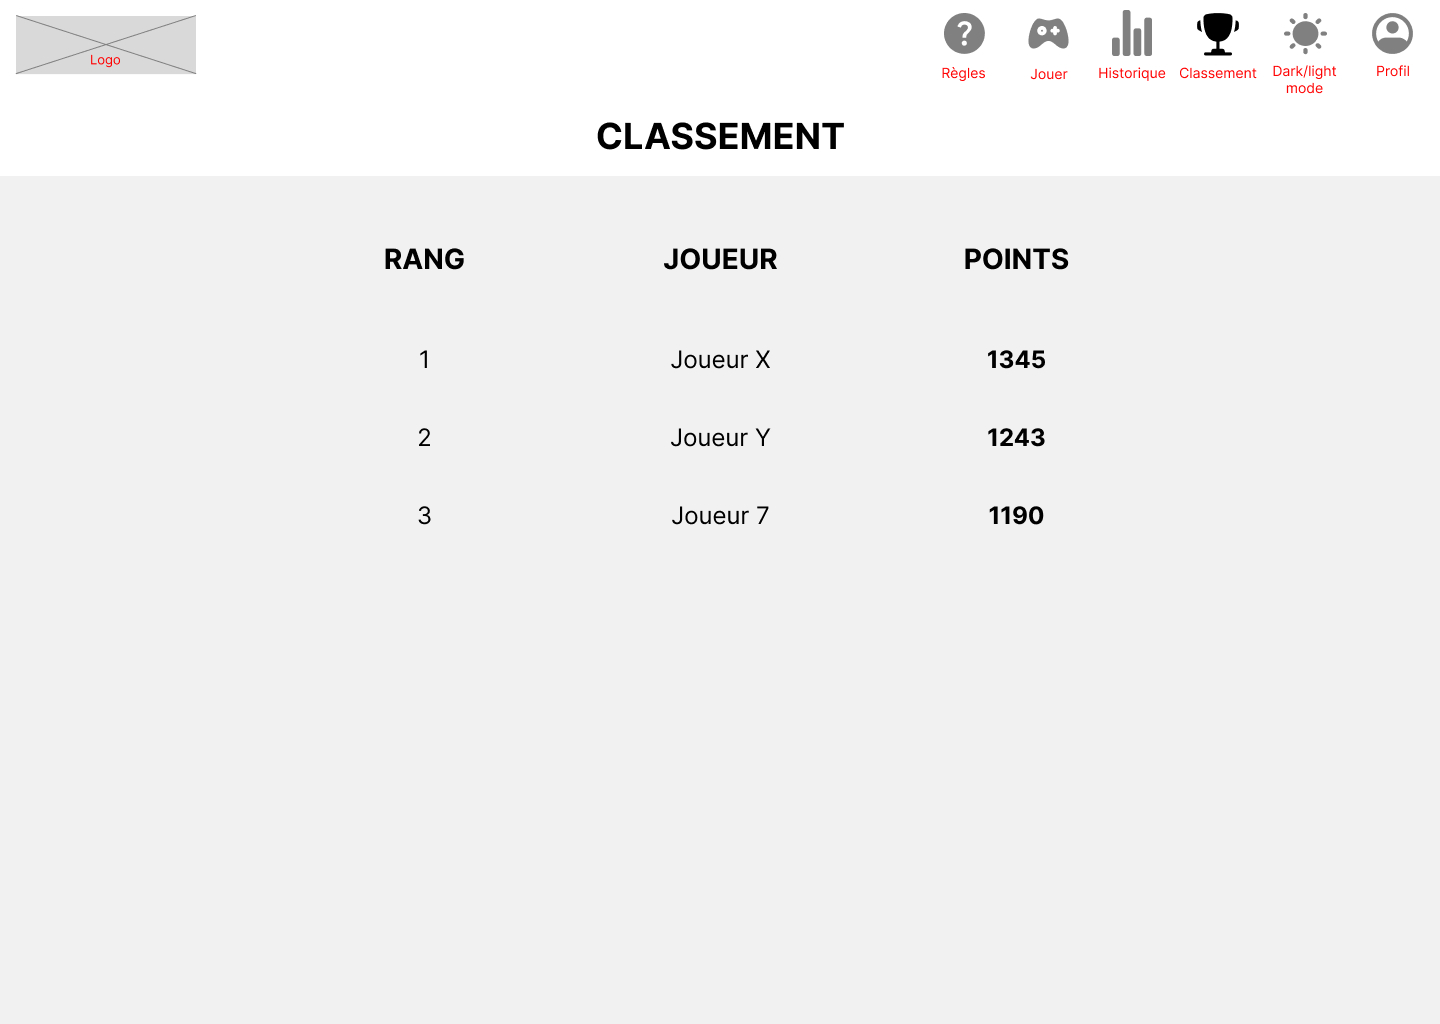 Logo
Règles
Jouer
Historique
Classement
Dark/light
mode
Profil
CLASSEMENT
RANG JOUEUR POINTS
1 Joueur X 1345
2 Joueur Y 1243
3 Joueur 7 1190